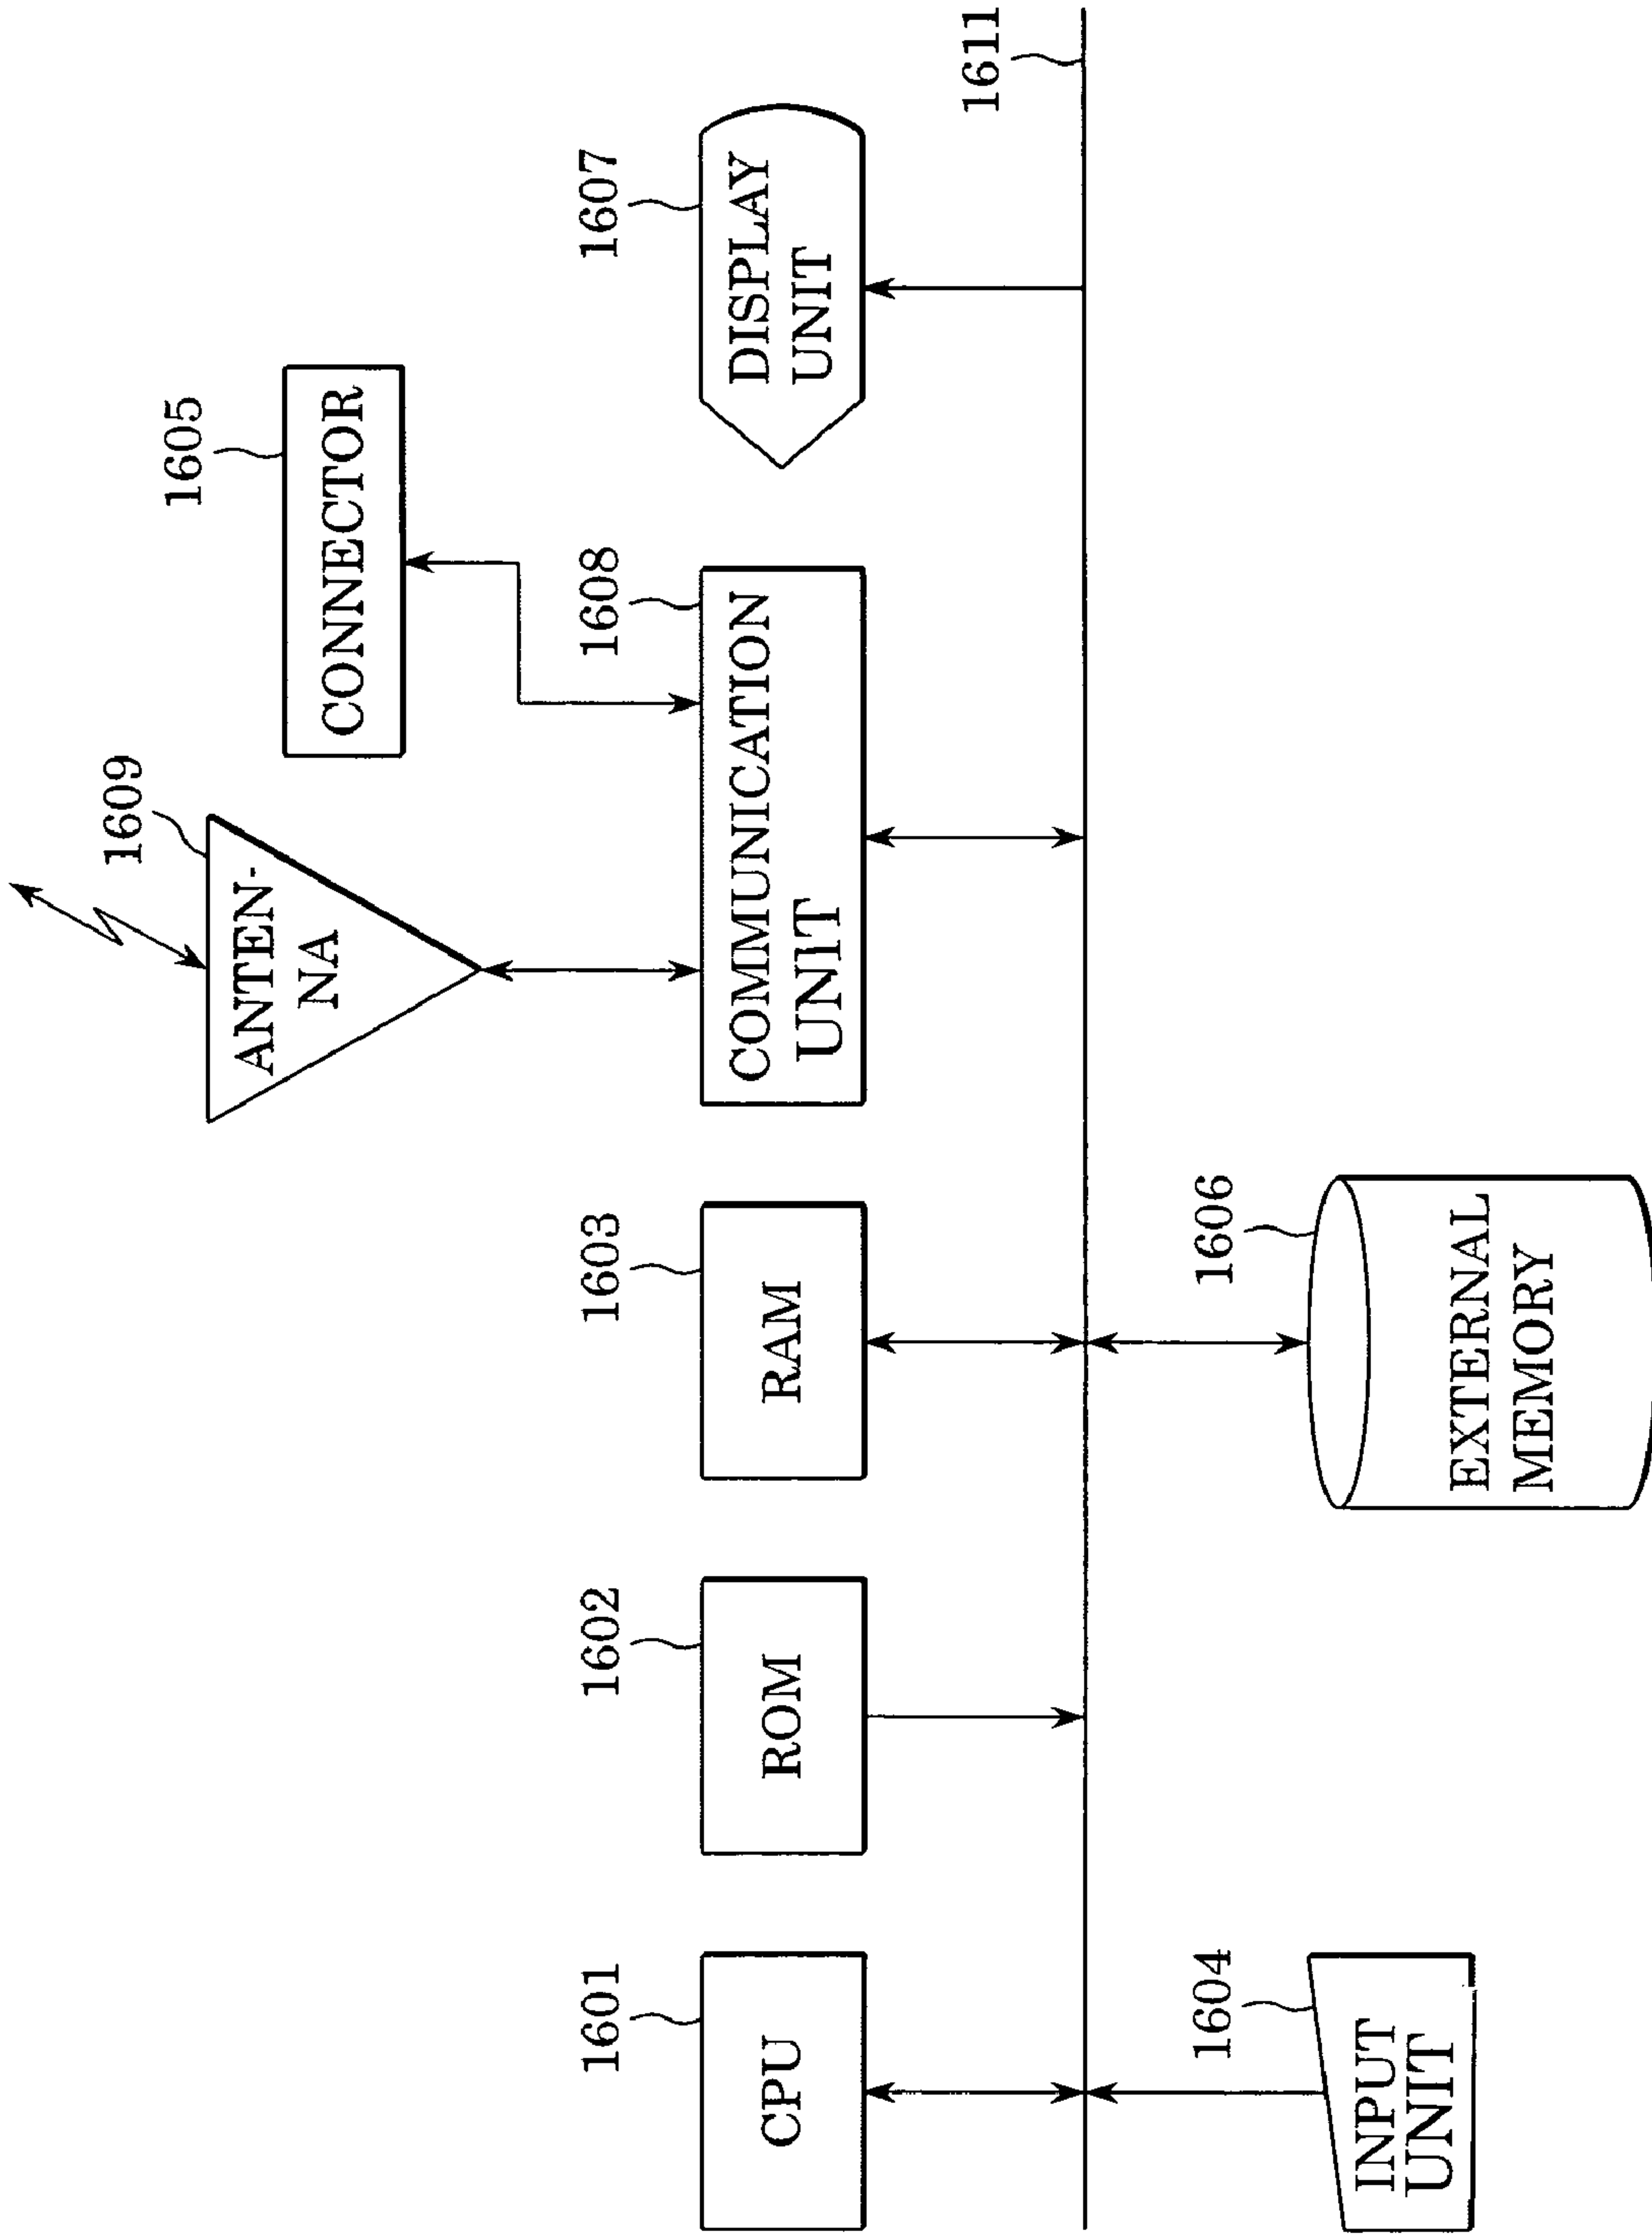 1609
ANTEN-
NA
1605
CONNECTOR
1601
CPU
1602
ROM
1603
RAM
1608
COMMUNICATION
UNIT
1607
DISPLAY
UNIT
1611
1604
INPUT
UNIT
1606
EXTERNAL
MEMORY